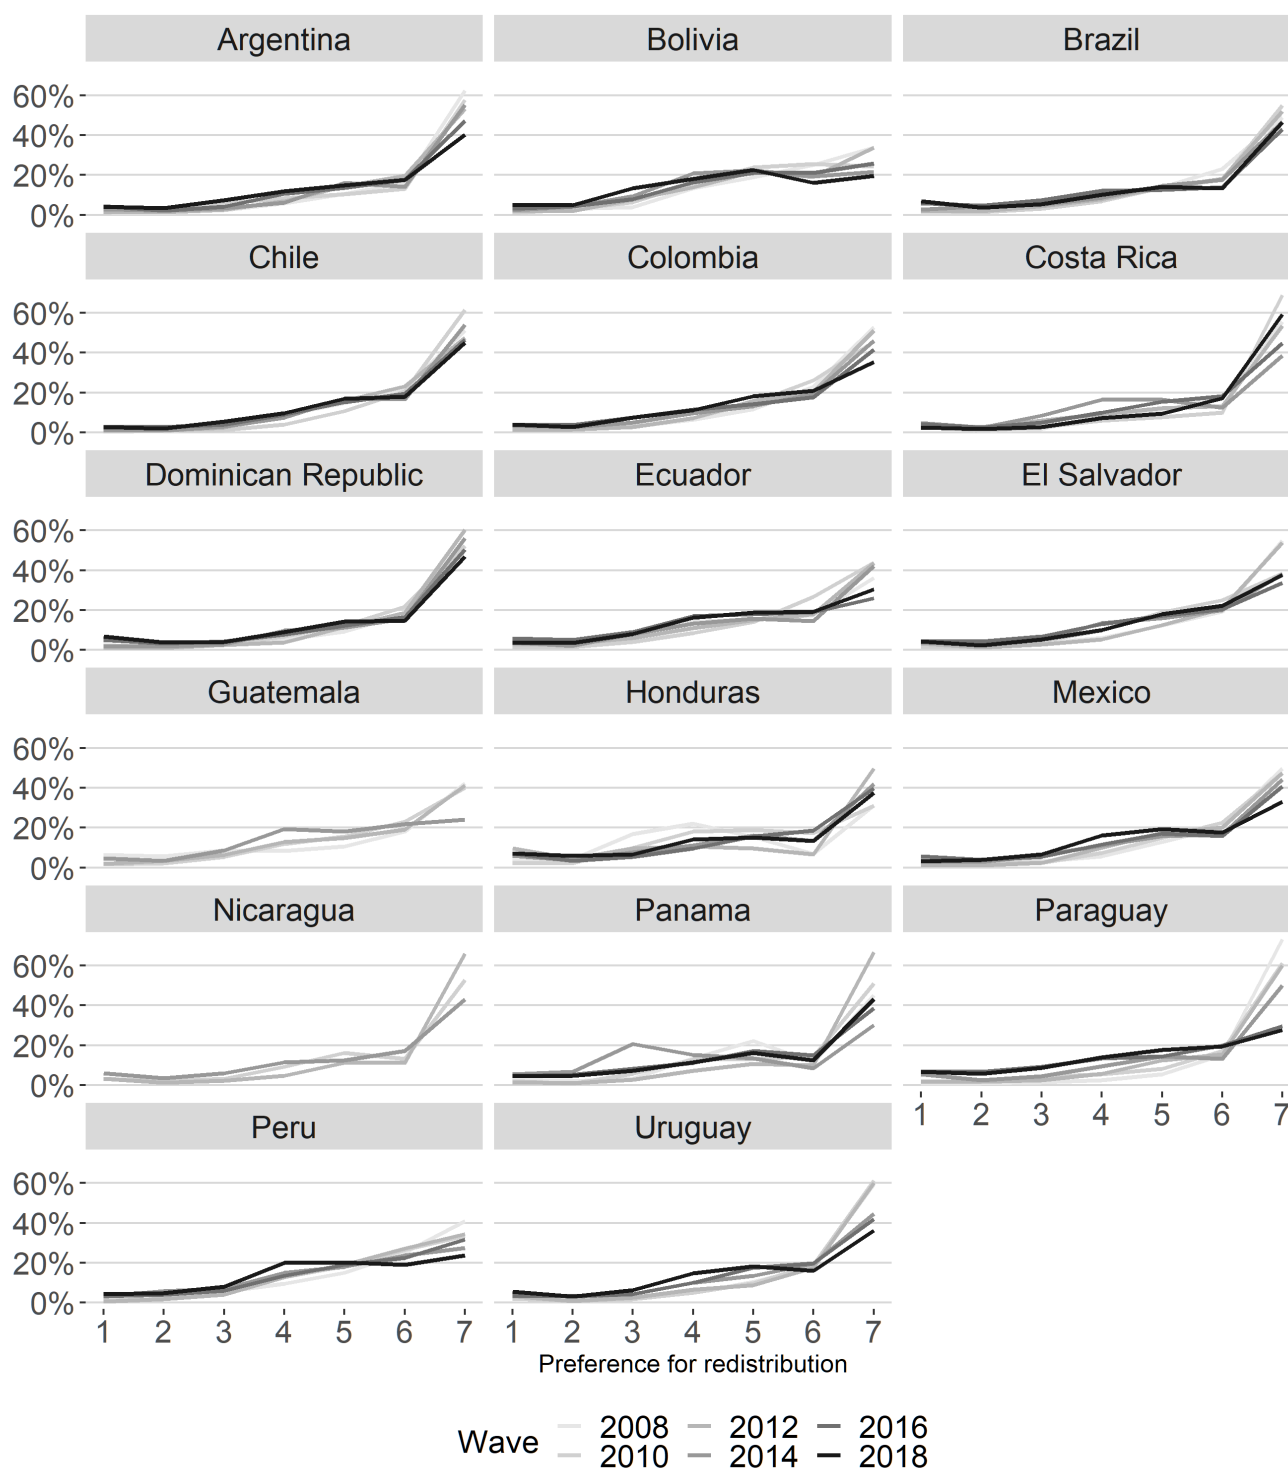 Argentina Bolivia Brazil
60%
40%
20%
0%
Chile Colombia Costa Rica
60%
40%
20%
0%
Dominican Republic Ecuador El Salvador
60%
40%
20%
0%
Guatemala Honduras Mexico
60%
40%
20%
0%
Nicaragua Panama Paraguay
60%
40%
20%
0%
1 2 3 4 5 6 7
Peru Uruguay
60%
40%
20%
0%
1 2 3 4 5 6 7 1 2 3 4 5 6 7
Preference for redistribution
Wave
2008 2012 2016
2010 2014 2018